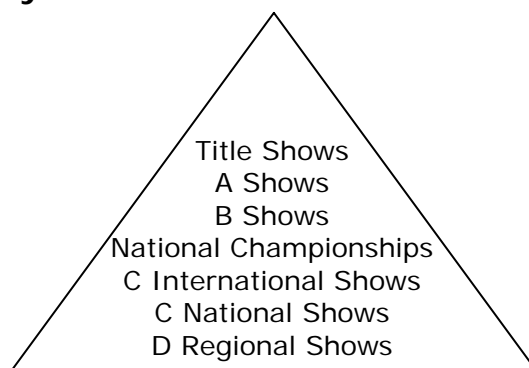 Title Shows
A Shows
B Shows
National Championships
C International Shows
C National Shows
D Regional Shows